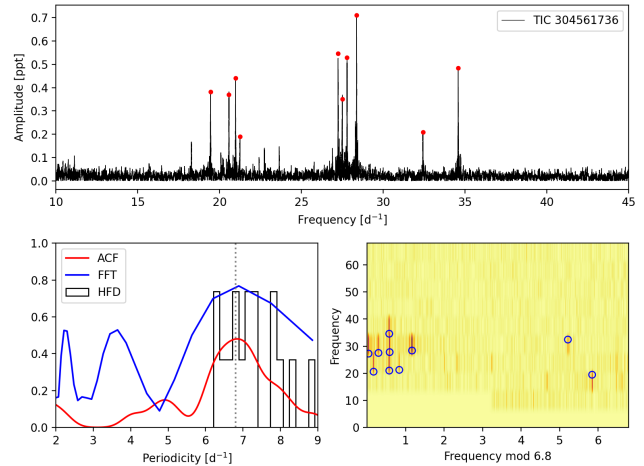 0.7
0.6
0.5
0.4
0.3
0.2
0.1
0.0
Amplitude [ppt]
TIC 304561736
10 15 20 25 30 35 40 45
Frequency [d⁻¹]
1.0
0.8
0.6
0.4
0.2
0.0
ACF
FFT
HFD
2 3 4 5 6 7 8 9
Periodicity [d⁻¹]
60
50
40
30
20
10
0
Frequency
1 2 3 4 5 6
Frequency mod 6.8